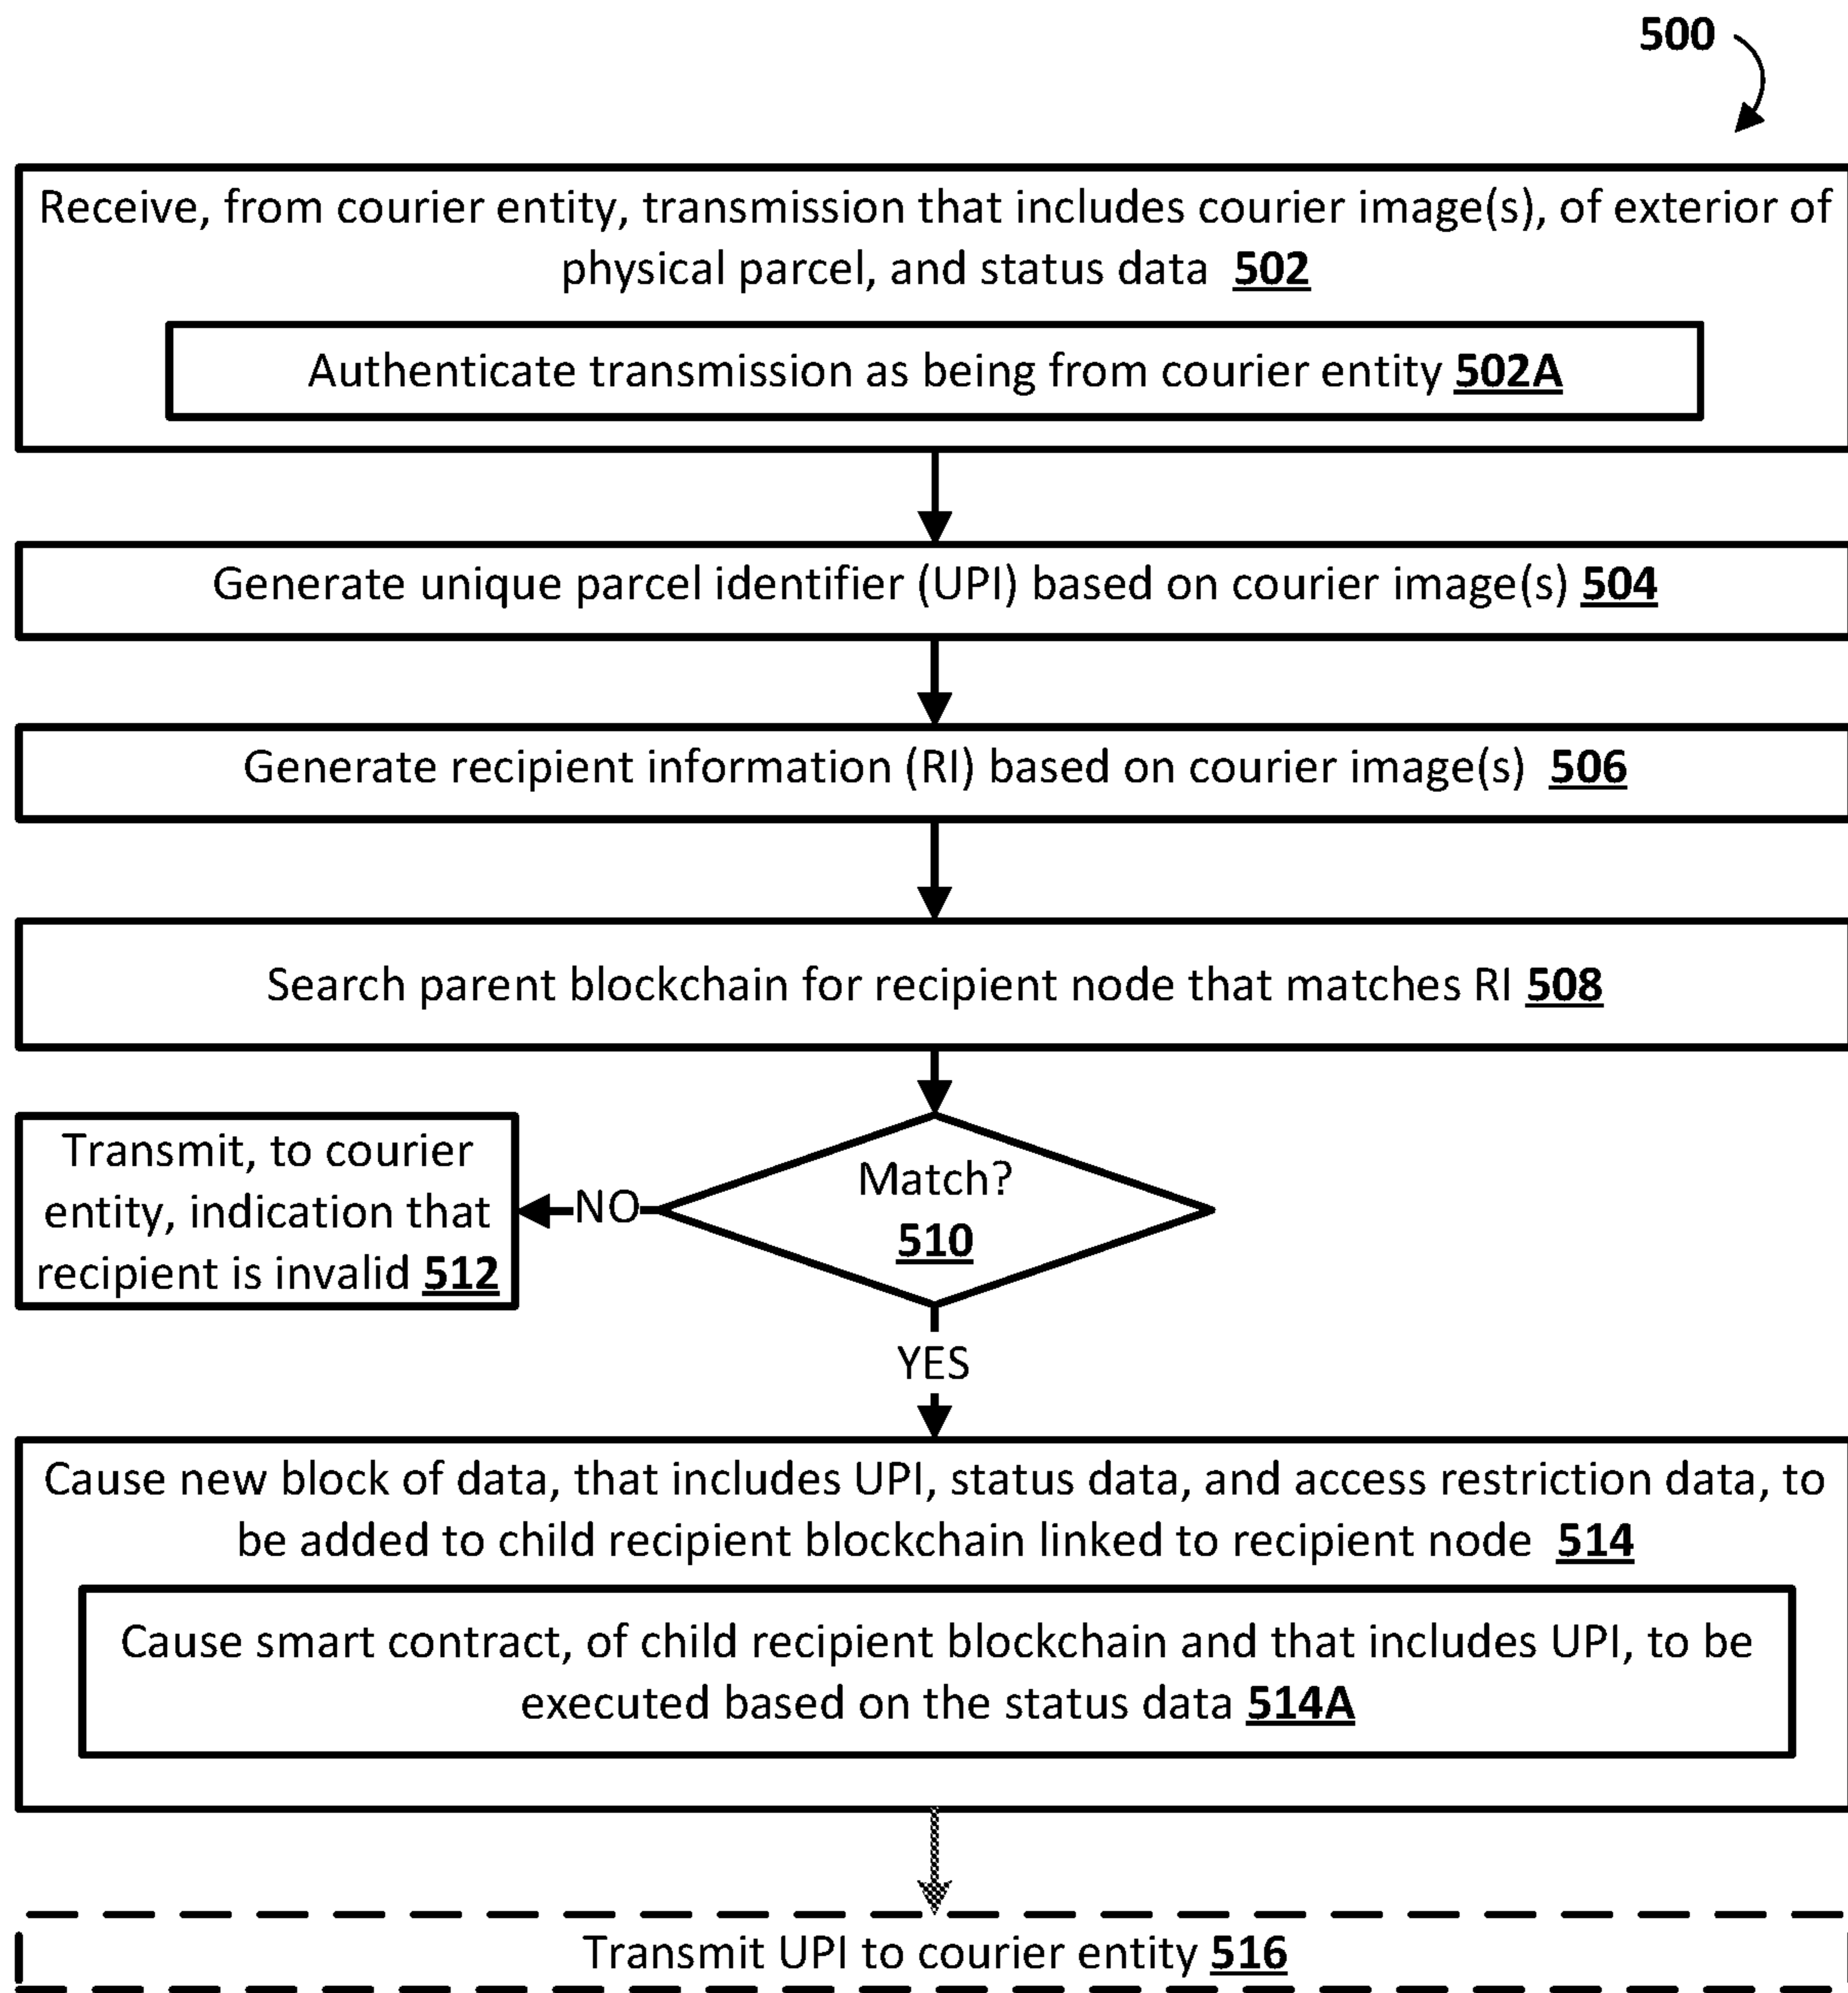 500
Receive, from courier entity, transmission that includes courier image(s), of exterior of
physical parcel, and status data 502
Authenticate transmission as being from courier entity 502A
Generate unique parcel identifier (UPI) based on courier image(s) 504
Generate recipient information (RI) based on courier image(s) 506
Search parent blockchain for recipient node that matches RI 508
Match?
510
NO
Transmit, to courier
entity, indication that
recipient is invalid 512
YES
Cause new block of data, that includes UPI, status data, and access restriction data, to
be added to child recipient blockchain linked to recipient node 514
Cause smart contract, of child recipient blockchain and that includes UPI, to be
executed based on the status data 514A
Transmit UPI to courier entity 516